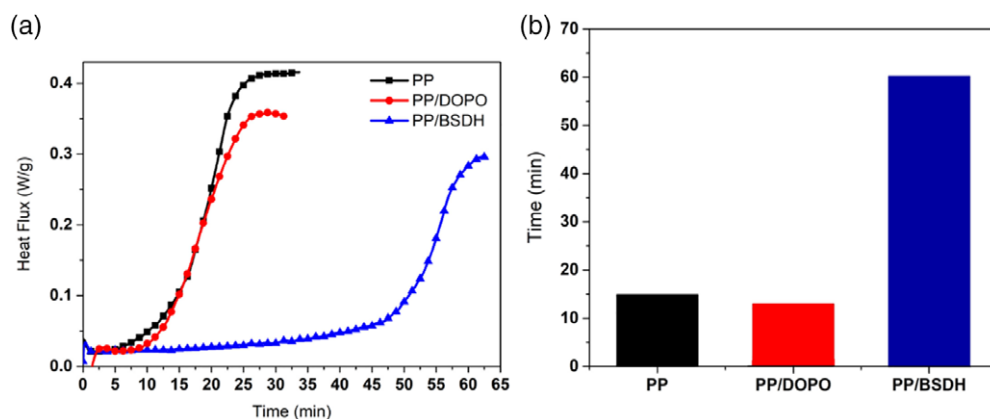 (a)
0.4
0.3
0.2
0.1
0.0
Heat Flux (W/g)
PP
PP/DOPO
PP/BSDH
0 5 10 15 20 25 30 35 40 45 50 55 60 65
Time (min)
(b)
70
60
50
40
30
20
10
0
Time (min)
PP PP/DOPO PP/BSDH